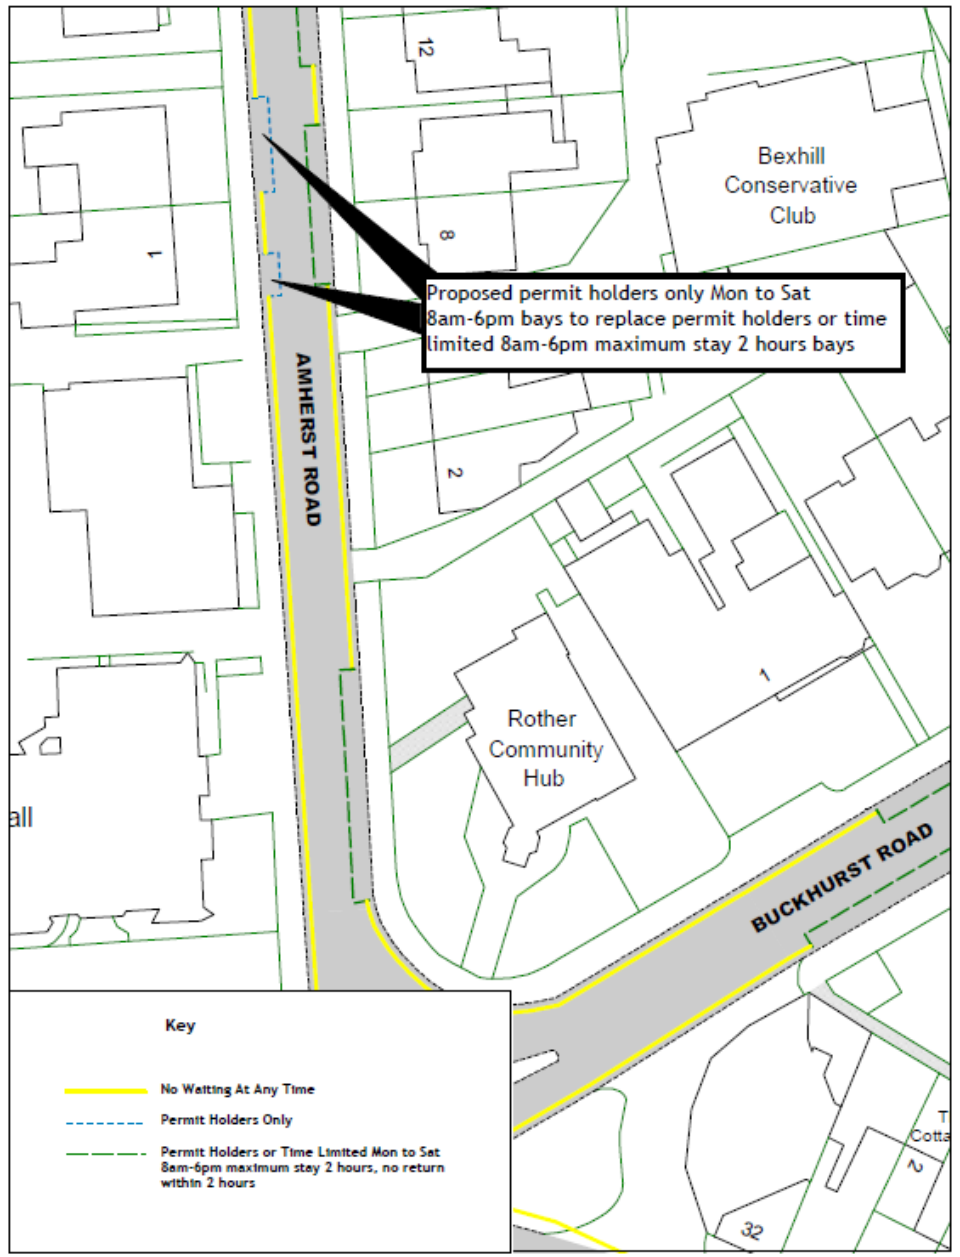 12
Bexhill
Conservative
Club
8
1
Proposed permit holders only Mon to Sat
8am-6pm bays to replace permit holders or time
limited 8am-6pm maximum stay 2 hours bays
AMHERST ROAD
2
1
Rother
Community
Hub
all
BUCKHURST ROAD
Key
No Waiting At Any Time
Permit Holders Only
Permit Holders or Time Limited Mon to Sat
8am-6pm maximum stay 2 hours, no return
within 2 hours
T
Cotta
2
32